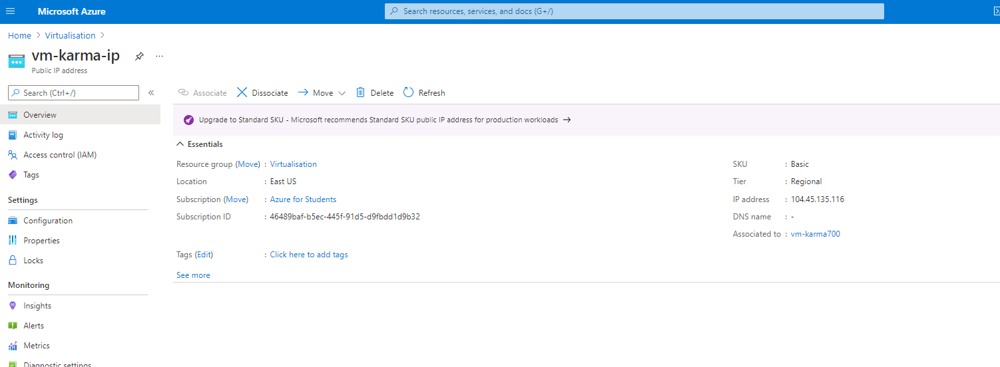 Microsoft Azure
Search resources, services, and docs (G+/)
Home > Virtualisation >
vm-karma-ip
Public IP address
Search (Ctrl+/)
Overview
Activity log
Access control (IAM)
Tags
Settings
Configuration
Properties
Locks
Monitoring
Insights
Alerts
Metrics
Diagnostic settings
Associate Dissociate Move Delete Refresh
Upgrade to Standard SKU - Microsoft recommends Standard SKU public IP address for production workloads →
Essentials
Resource group (Move) : Virtualisation
Location : East US
Subscription (Move) : Azure for Students
Subscription ID : 46489baf-b5ec-445f-91d5-d9fbdd1d9b32
SKU : Basic
Tier : Regional
IP address : 104.45.135.116
DNS name : -
Associated to : vm-karma700
Tags (Edit) : Click here to add tags
See more